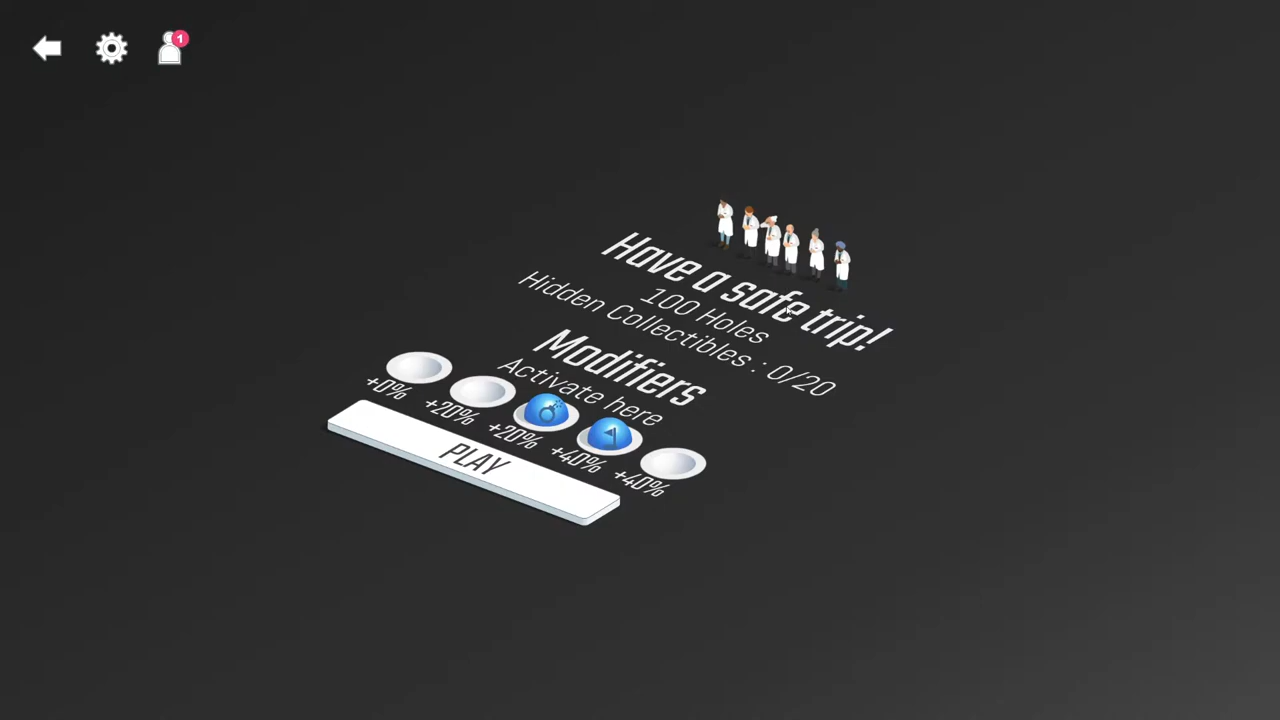 1
Have a safe trip!
100 Holes
Hidden Collectibles : 0/20
Modifiers
Activate here
+0%
+20%
+20%
+40%
+40%
PLAY